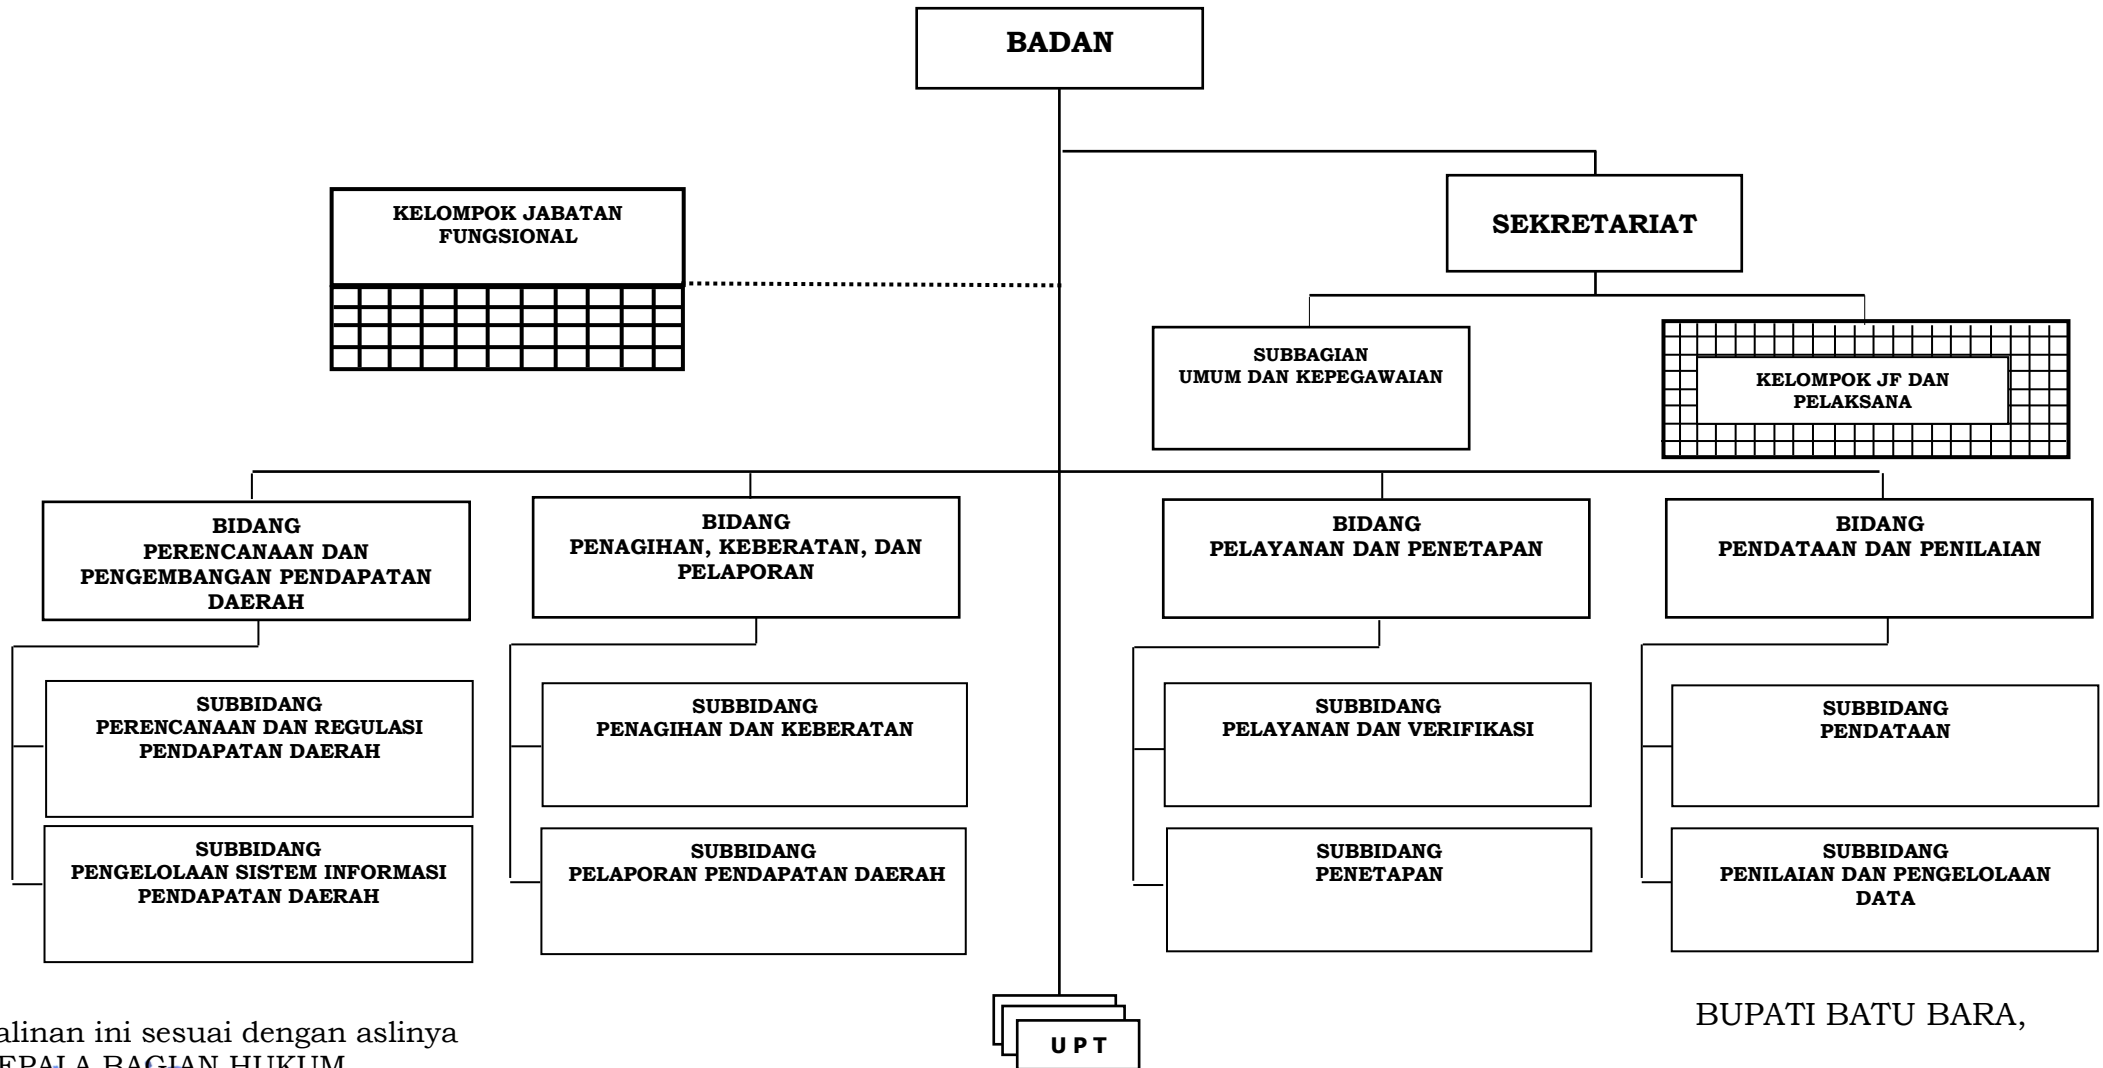 BADAN
KELOMPOK JABATAN
FUNGSIONAL
SEKRETARIAT
SUBBAGIAN
UMUM DAN KEPEGAWAIAN
KELOMPOK JF DAN
PELAKSANA
BIDANG
PERENCANAAN DAN
PENGEMBANGAN PENDAPATAN
DAERAH
BIDANG
PENAGIHAN, KEBERATAN, DAN
PELAPORAN
BIDANG
PELAYANAN DAN PENETAPAN
BIDANG
PENDATAAN DAN PENILAIAN
SUBBIDANG
PERENCANAAN DAN REGULASI
PENDAPATAN DAERAH
SUBBIDANG
PENAGIHAN DAN KEBERATAN
SUBBIDANG
PELAYANAN DAN VERIFIKASI
SUBBIDANG
PENDATAAN
SUBBIDANG
PENGELOLAAN SISTEM INFORMASI
PENDAPATAN DAERAH
SUBBIDANG
PELAPORAN PENDAPATAN DAERAH
SUBBIDANG
PENETAPAN
SUBBIDANG
PENILAIAN DAN PENGELOLAAN
DATA
U P T
BUPATI BATU BARA,
alinan ini sesuai dengan aslinya
EPALA BAGIAN HUKUM